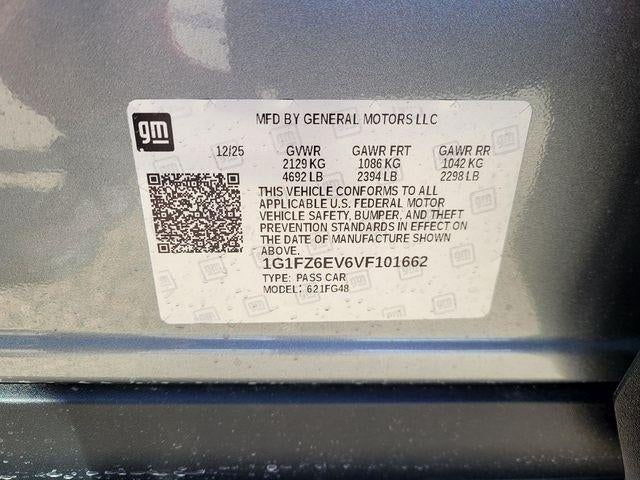 gm
MFD BY GENERAL MOTORS LLC
12/25 GVWR GAWR FRT GAWR RR
2129 KG 1086 KG 1042 KG
4692 LB 2394 LB 2298 LB
THIS VEHICLE CONFORMS TO ALL
APPLICABLE U.S. FEDERAL MOTOR
VEHICLE SAFETY, BUMPER, AND THEFT
PREVENTION STANDARDS IN EFFECT ON
THE DATE OF MANUFACTURE SHOWN
ABOVE.
1G1FZ6EV6VF101662
TYPE: PASS CAR
MODEL: 621FG48